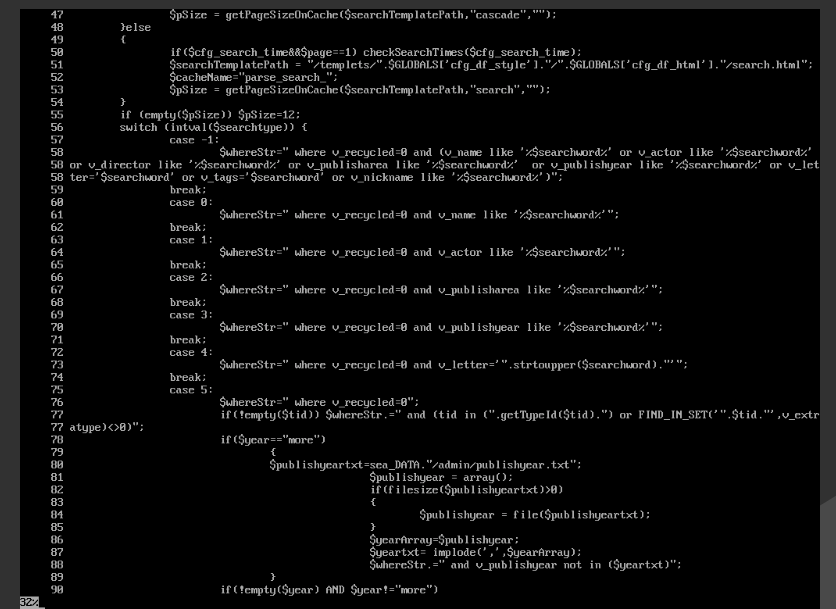 47 $pSize = getPageSizeOnCache($searchTemplatePath,"cascade","");
48 }else
49 {
50 if($cfg_search_time&&$page==1) checkSearchTimes($cfg_search_time);
51 $searchTemplatePath = "/templets/".$GLOBALS['cfg_df_style']."/".$GLOBALS['cfg_df_html']."/search.html";
52 $cacheName="parse_search_";
53 $pSize = getPageSizeOnCache($searchTemplatePath,"search","");
54 }
55 if (empty($pSize)) $pSize=12;
56 switch (intval($searchtype)) {
57 case -1:
58 $whereStr=" where v_recycled=0 and (v_name like '%$searchword%' or v_actor like '%$searchword%'
58 or v_director like '%$searchword%' or v_publisharea like '%$searchword%'  or v_publishyear like '%$searchword%' or v_let
58 ter='$searchword' or v_tags='$searchword' or v_nickname like '%$searchword%')";
59 break;
60 case 0:
61 $whereStr=" where v_recycled=0 and v_name like '%$searchword%'";
62 break;
63 case 1:
64 $whereStr=" where v_recycled=0 and v_actor like '%$searchword%'";
65 break;
66 case 2:
67 $whereStr=" where v_recycled=0 and v_publisharea like '%$searchword%'";
68 break;
69 case 3:
70 $whereStr=" where v_recycled=0 and v_publishyear like '%$searchword%'";
71 break;
72 case 4:
73 $whereStr=" where v_recycled=0 and v_letter='".strtoupper($searchword)."'";
74 break;
75 case 5:
76 $whereStr=" where v_recycled=0";
77 if(!empty($tid)) $whereStr.=" and (tid in (".getTypeId($tid).") or FIND_IN_SET('".$tid."',v_extr
77 atype)<>0)";
78 if($year=="more")
79 {
80 $publishyeartxt=sea_DATA."/admin/publishyear.txt";
81 $publishyear = array();
82 if(filesize($publishyeartxt)>0)
83 {
84 $publishyear = file($publishyeartxt);
85 }
86 $yearArray=$publishyear;
87 $yeartxt= implode(',',$yearArray);
88 $whereStr.=" and v_publishyear not in ($yeartxt)";
89 }
90 if(!empty($year) AND $year!="more")
32%